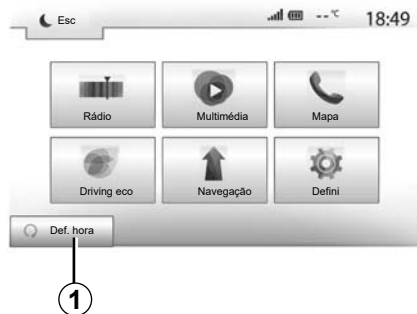 Esc
--°C
18:49
Rádio
Multimédia
Mapa
Driving eco
Navegação
Defini
Def. hora
1